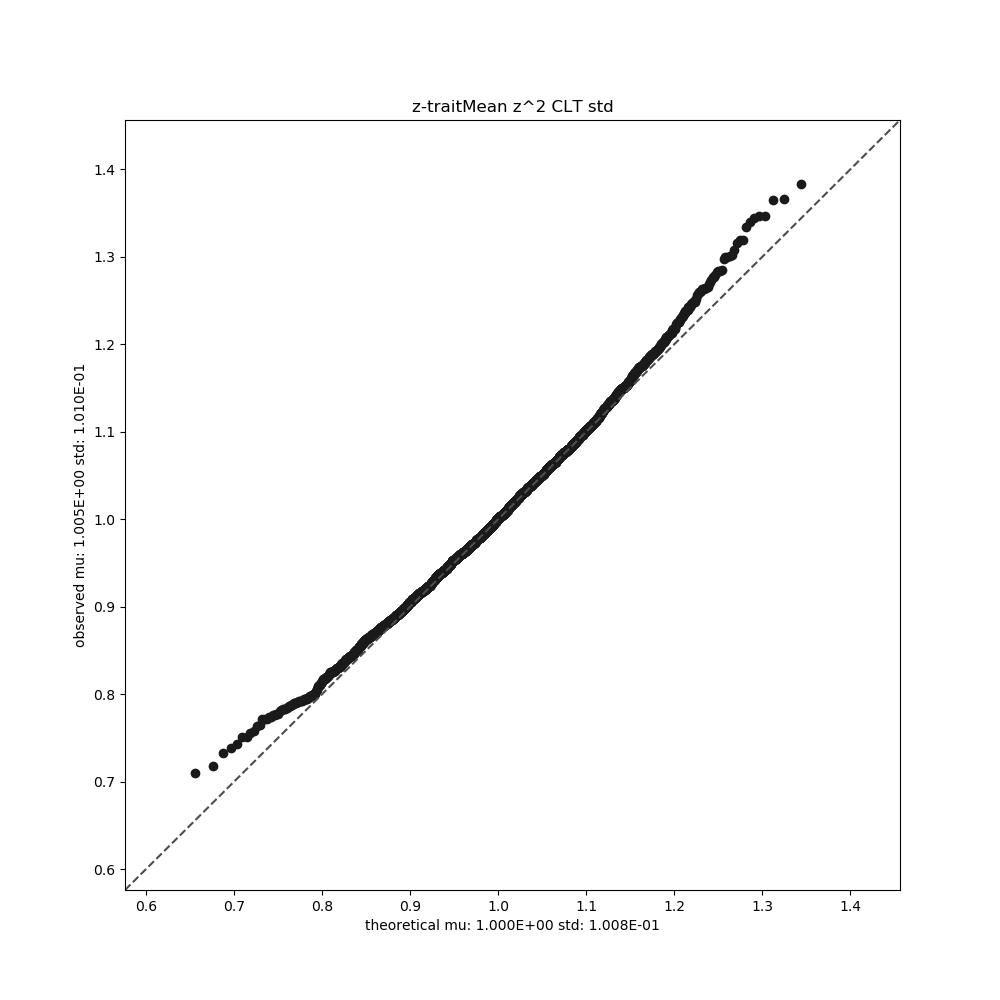 z-traitMean z^2 CLT std
1.4
1.3
1.2
1.1
1.0
0.9
0.8
0.7
0.6
observed mu: 1.005E+00 std: 1.010E-01
0.6 0.7 0.8 0.9 1.0 1.1 1.2 1.3 1.4
theoretical mu: 1.000E+00 std: 1.008E-01